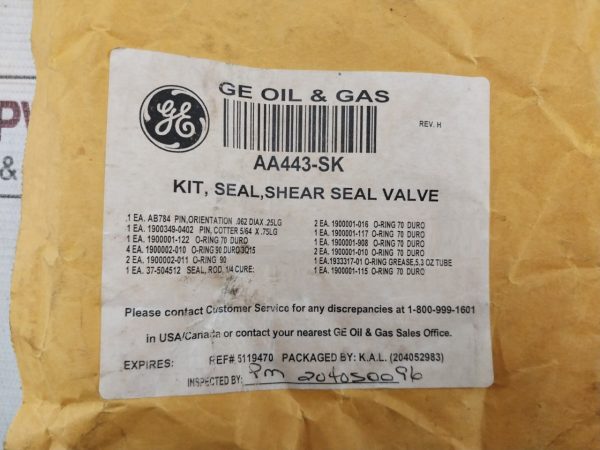 GE OIL & GAS
GE
REV. H
AA443-SK
KIT, SEAL,SHEAR SEAL VALVE
.1 EA. AB784 PIN,ORIENTATION .062 DIAX .25LG
1 EA. 1900349-0402 PIN, COTTER 5/64 X .75LG
1 EA. 1900001-122 O-RING 70 DURO
4 EA. 1900002-010 O-RING 90 DURO3Q15
2 EA. 1900002-011 O-RING 90
1 EA. 37-504512 SEAL, ROD, 1/4 CURE:
2 EA. 1900001-016 O-RING 70 DURO
1 EA. 1900001-117 O-RING 70 DURO
1 EA. 1900001-908 O-RING 70 DURO
1 EA. 1900001-010 O-RING 70 DURO
1 EA.1933317-01 O-RING GREASE,5.3 OZ TUBE
1 EA. 1900001-115 O-RING 70 DURO
Please contact Customer Service for any discrepancies at 1-800-999-1601
in USA/Canada or contact your nearest GE Oil & Gas Sales Office.
EXPIRES: REF# 5119470 PACKAGED BY: K.A.L. (204052983)
INSPECTED BY: Pm 204050096
&